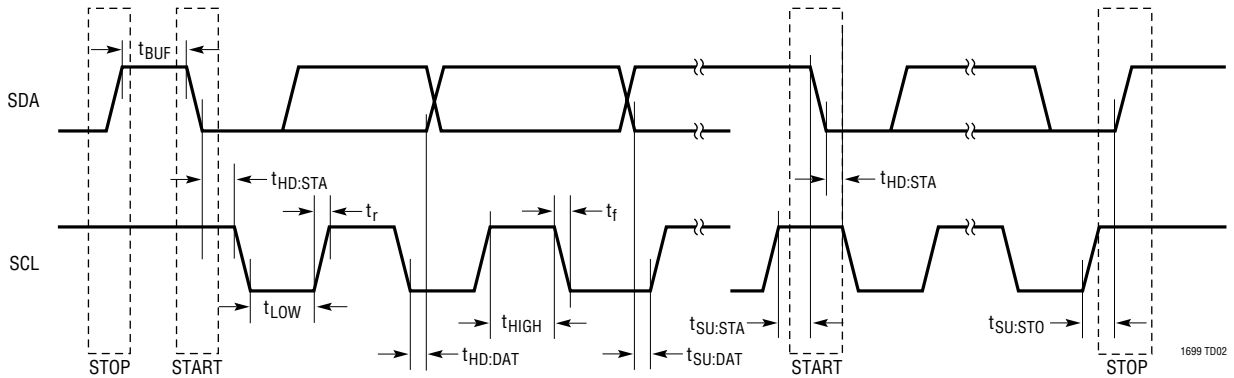 tBUF
SDA
tHD:STA
tHD:STA
tr
tf
SCL
tLOW
tHIGH
tSU:STA
tSU:STO
tHD:DAT
tSU:DAT
1699 TD02
STOP
START
START
STOP